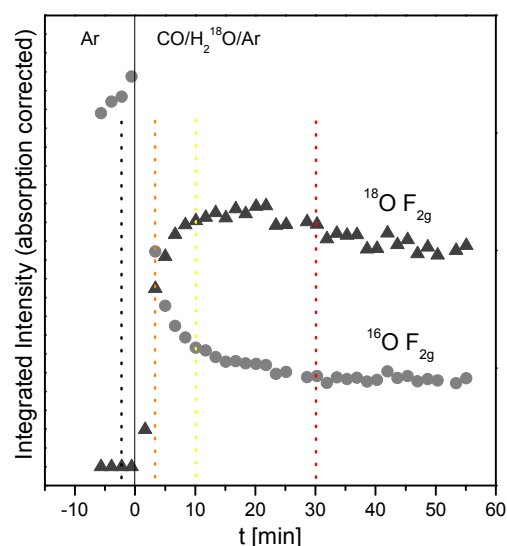 Ar CO/H₂¹⁸O/Ar
Integrated Intensity (absorption corrected)
¹⁸O F₂g
¹⁶O F₂g
-10 0 10 20 30 40 50 60
t [min]